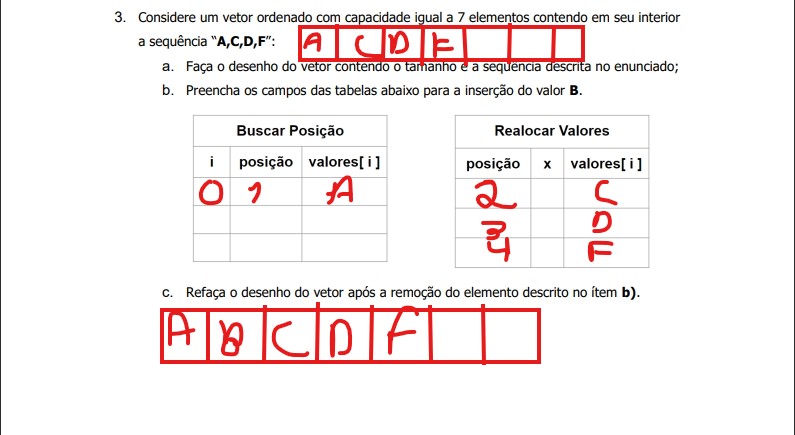 3. Considere um vetor ordenado com capacidade igual a 7 elementos contendo em seu interior
a sequência “A,C,D,F”: A C D F
a. Faça o desenho do vetor contendo o tamanho e a sequência descrita no enunciado;
b. Preencha os campos das tabelas abaixo para a inserção do valor B.
Buscar Posição
i posição valores[ i ]
0 1 A
Realocar Valores
posição x valores[ i ]
2 C
3 D
4 F
c. Refaça o desenho do vetor após a remoção do elemento descrito no ítem b).
A B C D F